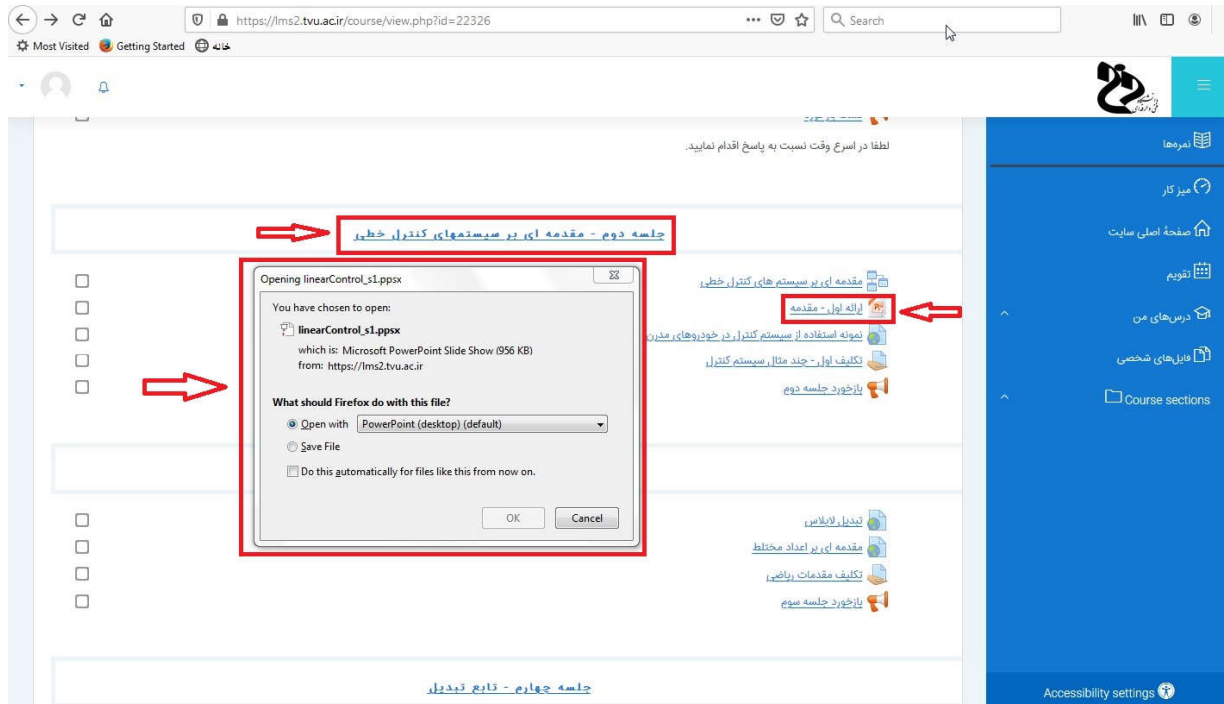 https://lms2.tvu.ac.ir/course/view.php?id=22326
Search
Most Visited
Getting Started
خانه
دانشگاه
فنی و حرفه‌ای
نمره‌ها
میز کار
صفحهٔ اصلی سایت
تقویم
درس‌های من
فایل‌های شخصی
Course sections
Accessibility settings
لطفا در اسرع وقت نسبت به پاسخ اقدام نمایید.
جلسه دوم - مقدمه ای بر سیستمهای کنترل خطی
مقدمه ای بر سیستم های کنترل خطی
ارائه اول - مقدمه
نمونه استفاده از سیستم کنترل در خودروهای مدرن
تکلیف اول - چند مثال سیستم کنترل
بازخورد جلسه دوم
Opening linearControl_s1.ppsx
You have chosen to open:
linearControl_s1.ppsx
which is: Microsoft PowerPoint Slide Show (956 KB)
from: https://lms2.tvu.ac.ir
What should Firefox do with this file?
Open with PowerPoint (desktop) (default)
Save File
Do this automatically for files like this from now on.
OK
Cancel
تبدیل لاپلاس
مقدمه ای بر اعداد مختلط
تکلیف مقدمات ریاضی
بازخورد جلسه سوم
جلسه چهارم - تابع تبدیل